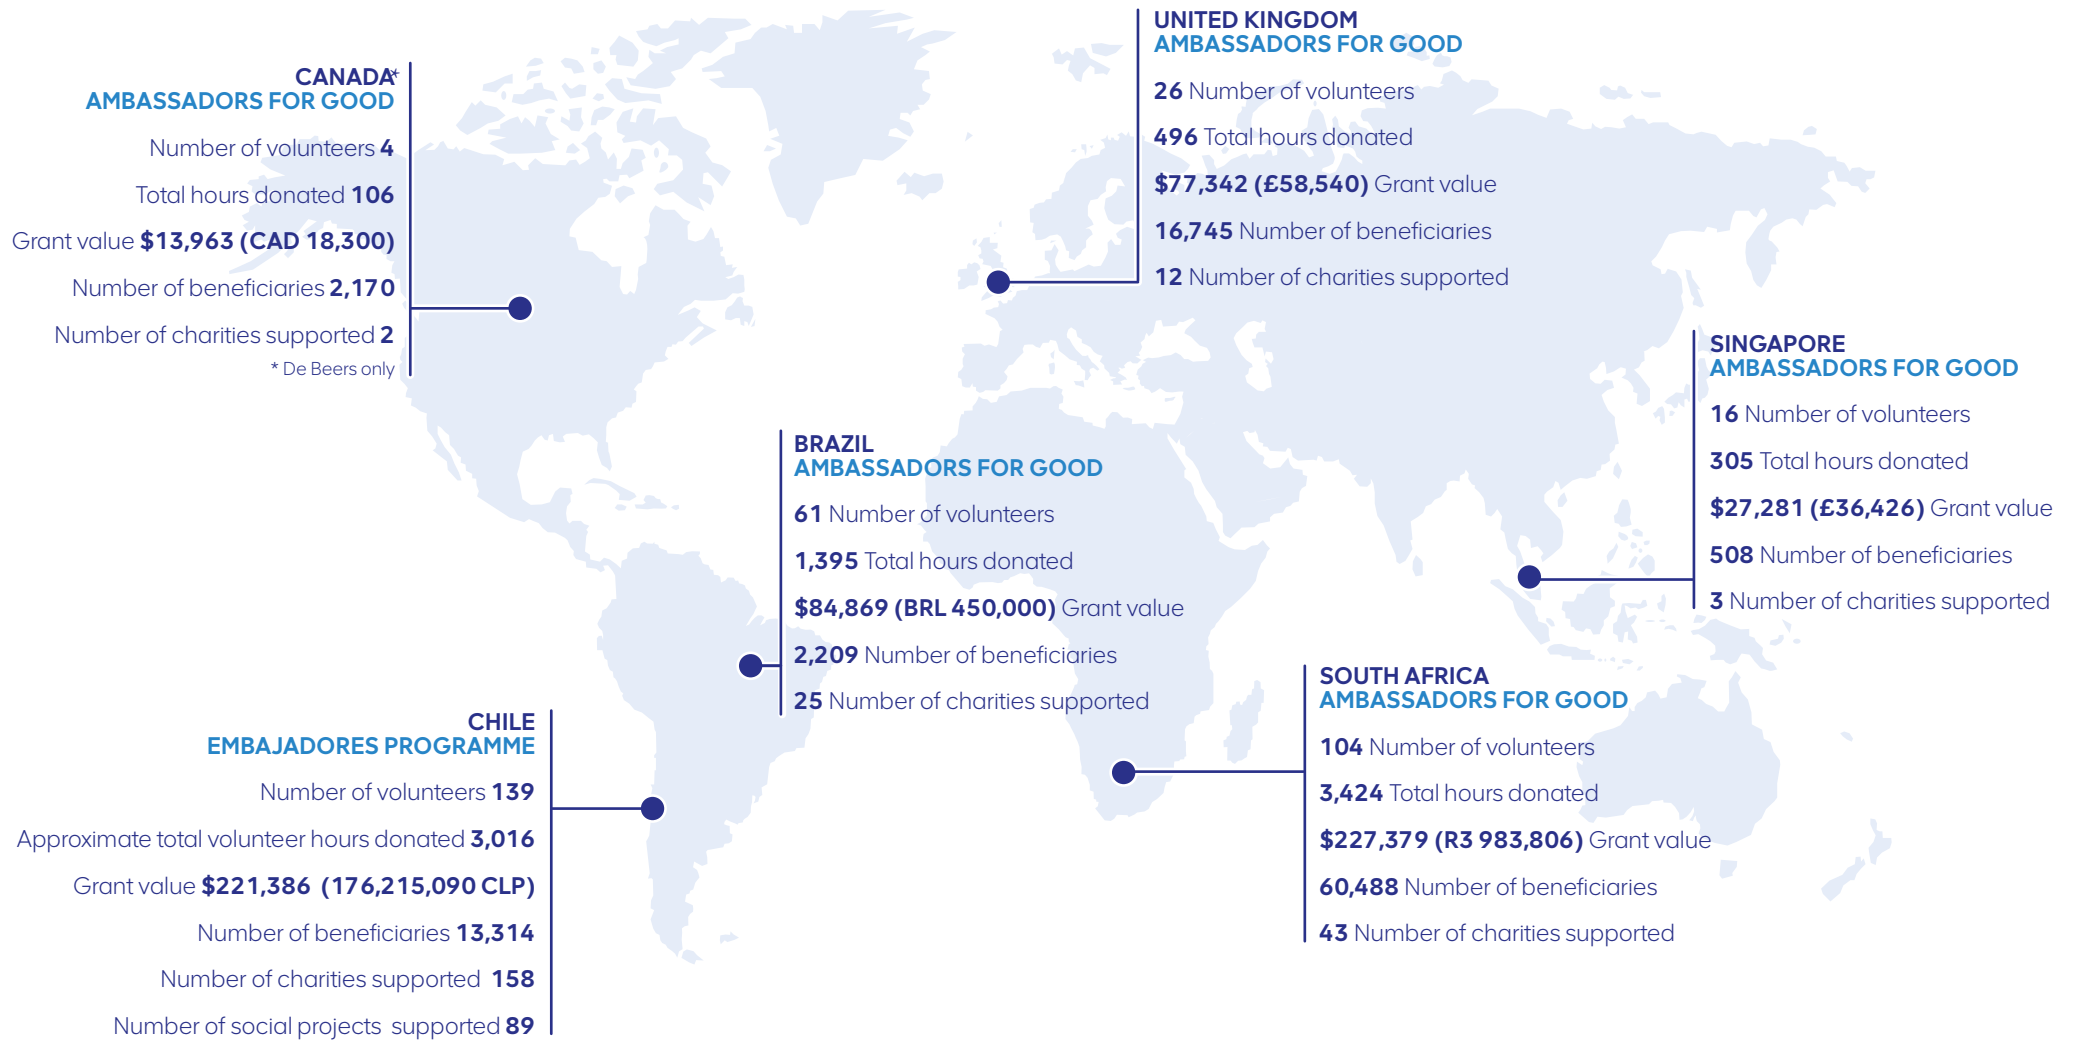 CANADA*
AMBASSADORS FOR GOOD
Number of volunteers 4
Total hours donated 106
Grant value $13,963 (CAD 18,300)
Number of beneficiaries 2,170
Number of charities supported 2
* De Beers only
UNITED KINGDOM
AMBASSADORS FOR GOOD
26 Number of volunteers
496 Total hours donated
$77,342 (£58,540) Grant value
16,745 Number of beneficiaries
12 Number of charities supported
SINGAPORE
AMBASSADORS FOR GOOD
16 Number of volunteers
305 Total hours donated
$27,281 (£36,426) Grant value
508 Number of beneficiaries
3 Number of charities supported
BRAZIL
AMBASSADORS FOR GOOD
61 Number of volunteers
1,395 Total hours donated
$84,869 (BRL 450,000) Grant value
2,209 Number of beneficiaries
25 Number of charities supported
SOUTH AFRICA
AMBASSADORS FOR GOOD
104 Number of volunteers
3,424 Total hours donated
$227,379 (R3 983,806) Grant value
60,488 Number of beneficiaries
43 Number of charities supported
CHILE
EMBAJADORES PROGRAMME
Number of volunteers 139
Approximate total volunteer hours donated 3,016
Grant value $221,386 (176,215,090 CLP)
Number of beneficiaries 13,314
Number of charities supported 158
Number of social projects supported 89